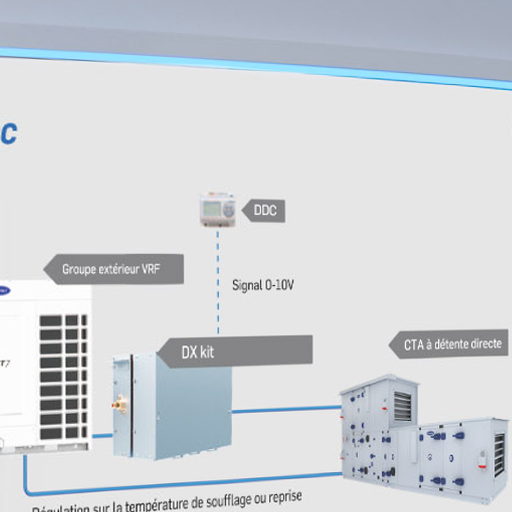 C
DDC
Groupe extérieur VRF
Signal 0-10V
DX kit
CTA à détente directe
Régulation sur la température de soufflage ou reprise